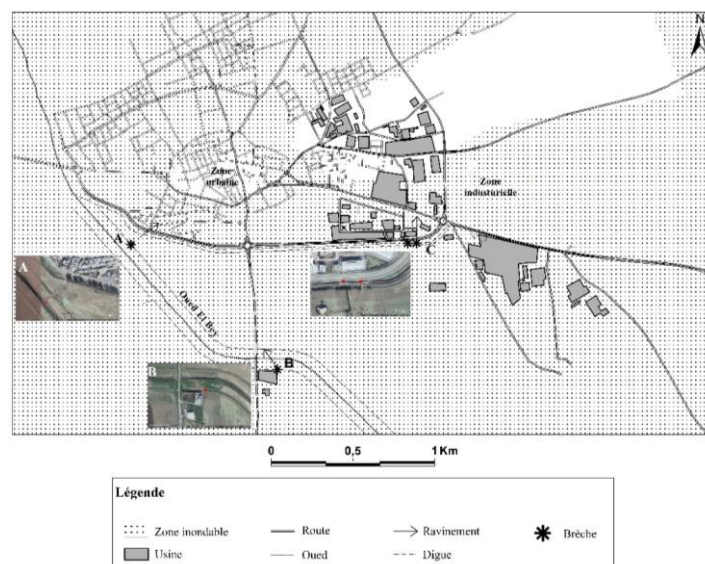 N
Zone
urbaine
Zone
industurielle
A
C
A
Oued El Bey
B
B
0 0,5 1 Km
Légende
Zone inondable Route Ravinement Brèche
Usine Oued Digue